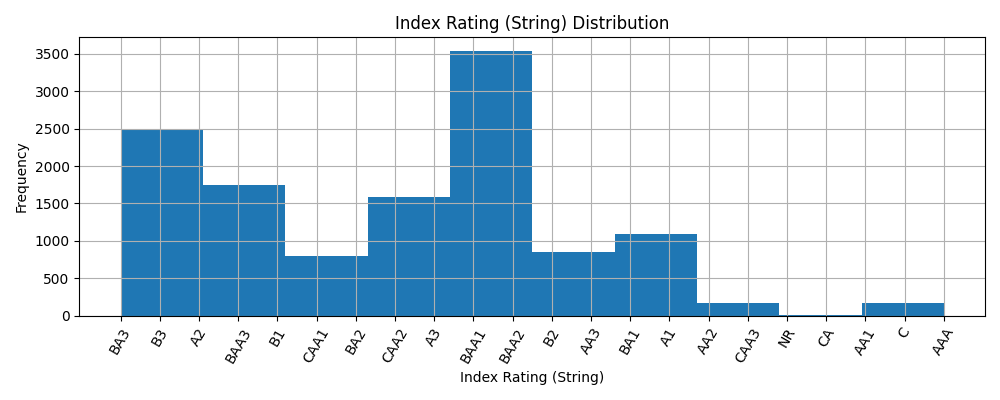 Index Rating (String) Distribution
Frequency
3500
3000
2500
2000
1500
1000
500
0
BA3 B3 A2 BAA3 B1 CAA1 BA2 CAA2 A3 BAA1 BAA2 B2 AA3 BA1 A1 AA2 CAA3 NR CA AA1 C AAA
Index Rating (String)